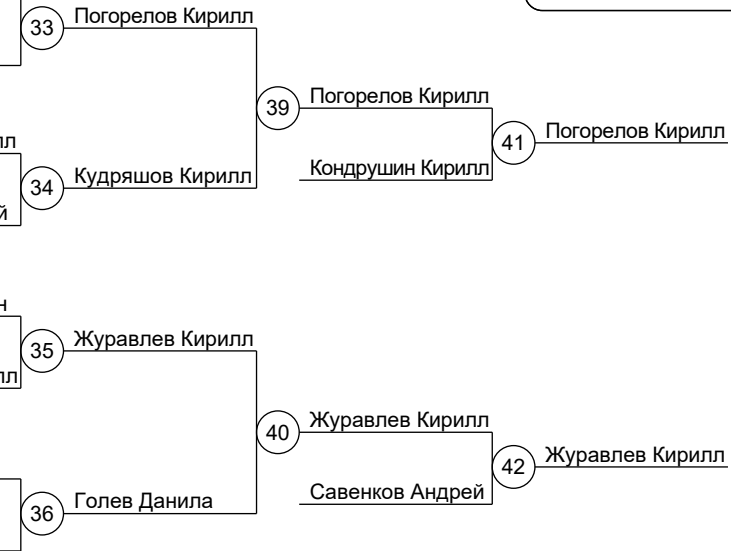 33
Погорелов Кирилл
39
Погорелов Кирилл
41
Погорелов Кирилл
Кондрушин Кирилл
34
Кудряшов Кирилл
35
Журавлев Кирилл
40
Журавлев Кирилл
42
Журавлев Кирилл
Савенков Андрей
36
Голев Данила